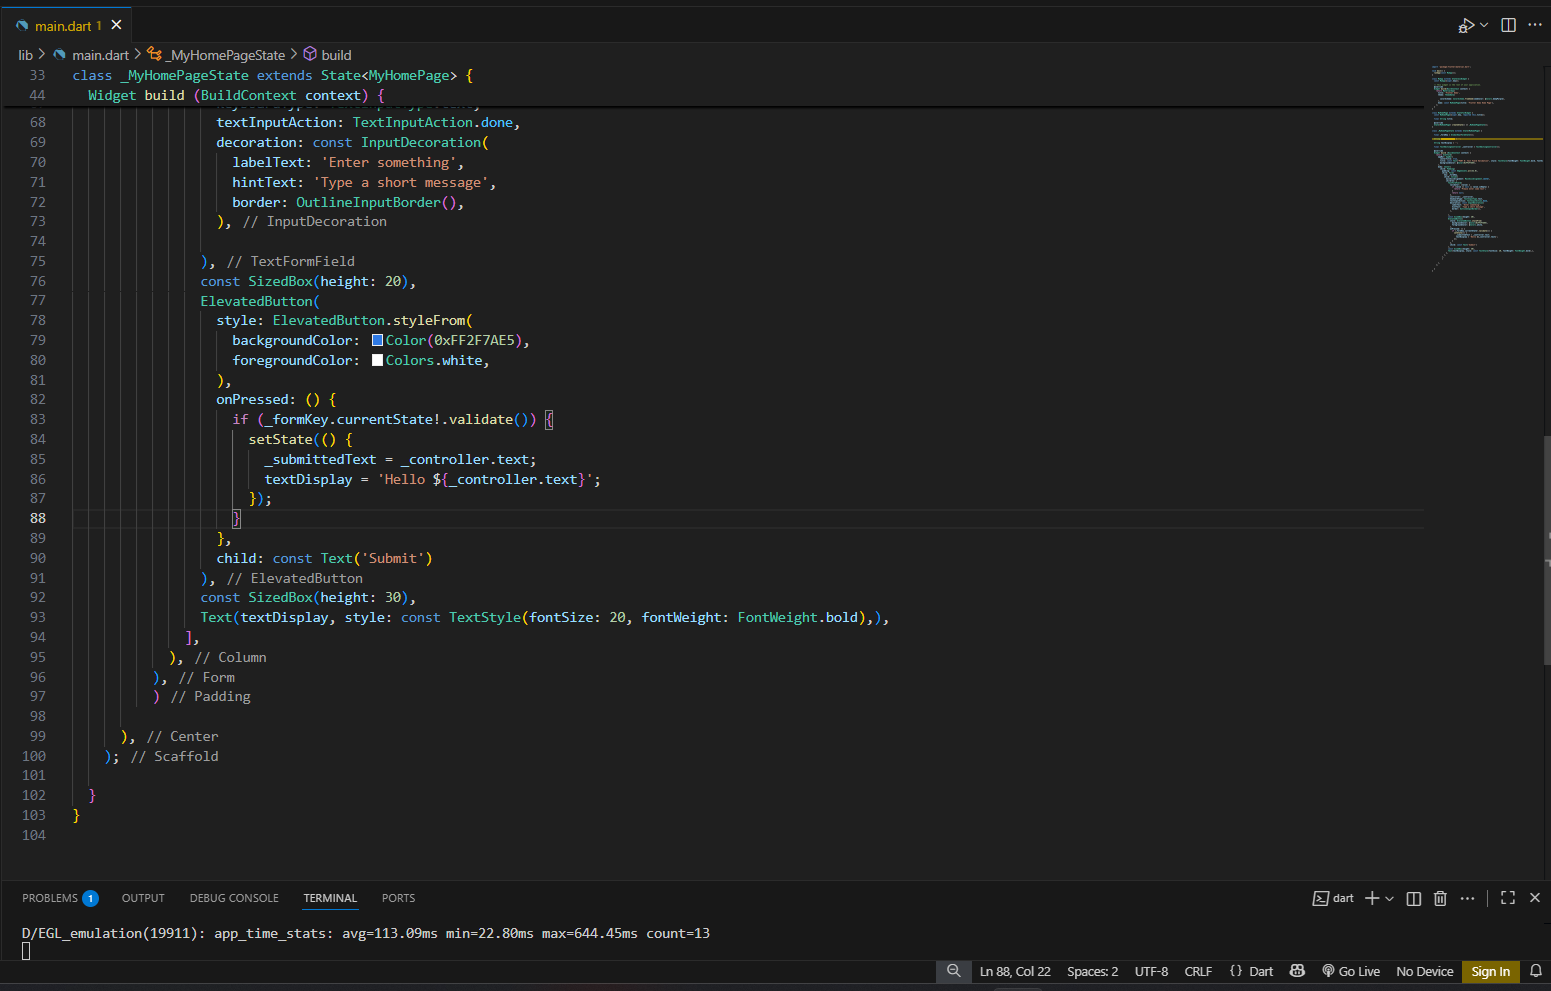 main.dart 1
lib > main.dart > _MyHomePageState > build
33 class _MyHomePageState extends State<MyHomePage> {
44 Widget build (BuildContext context) {
68 textInputAction: TextInputAction.done,
69 decoration: const InputDecoration(
70 labelText: 'Enter something',
71 hintText: 'Type a short message',
72 border: OutlineInputBorder(),
73 ), // InputDecoration
74
75 ), // TextFormField
76 const SizedBox(height: 20),
77 ElevatedButton(
78 style: ElevatedButton.styleFrom(
79 backgroundColor: Color(0xFF2F7AE5),
80 foregroundColor: Colors.white,
81 ),
82 onPressed: () {
83 if (_formKey.currentState!.validate()) {
84 setState(() {
85 _submittedText = _controller.text;
86 textDisplay = 'Hello ${_controller.text}';
87 });
88 }
89 },
90 child: const Text('Submit')
91 ), // ElevatedButton
92 const SizedBox(height: 30),
93 Text(textDisplay, style: const TextStyle(fontSize: 20, fontWeight: FontWeight.bold),),
94 ],
95 ), // Column
96 ), // Form
97 ) // Padding
98
99 ), // Center
100 ); // Scaffold
101
102 }
103 }
104
PROBLEMS 1 OUTPUT DEBUG CONSOLE TERMINAL PORTS dart
D/EGL_emulation(19911): app_time_stats: avg=113.09ms min=22.80ms max=644.45ms count=13
Ln 88, Col 22 Spaces: 2 UTF-8 CRLF {} Dart Go Live No Device Sign In